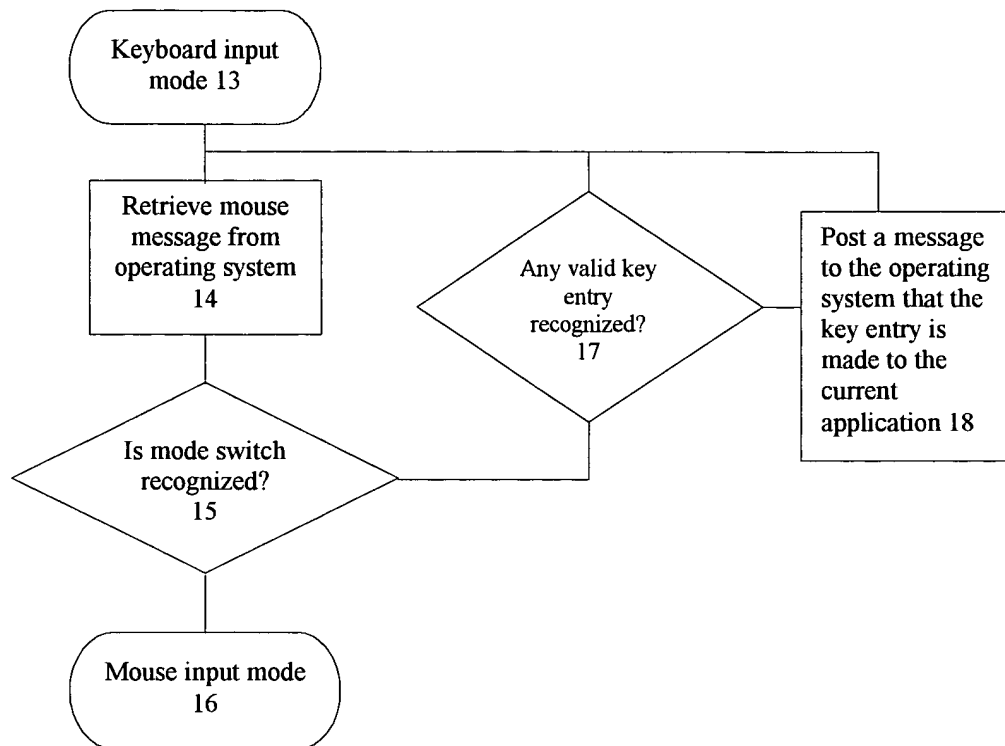 Keyboard input
mode 13
Retrieve mouse
message from
operating system
14
Any valid key
entry
recognized?
17
Post a message
to the operating
system that the
key entry is
made to the
current
application 18
Is mode switch
recognized?
15
Mouse input mode
16